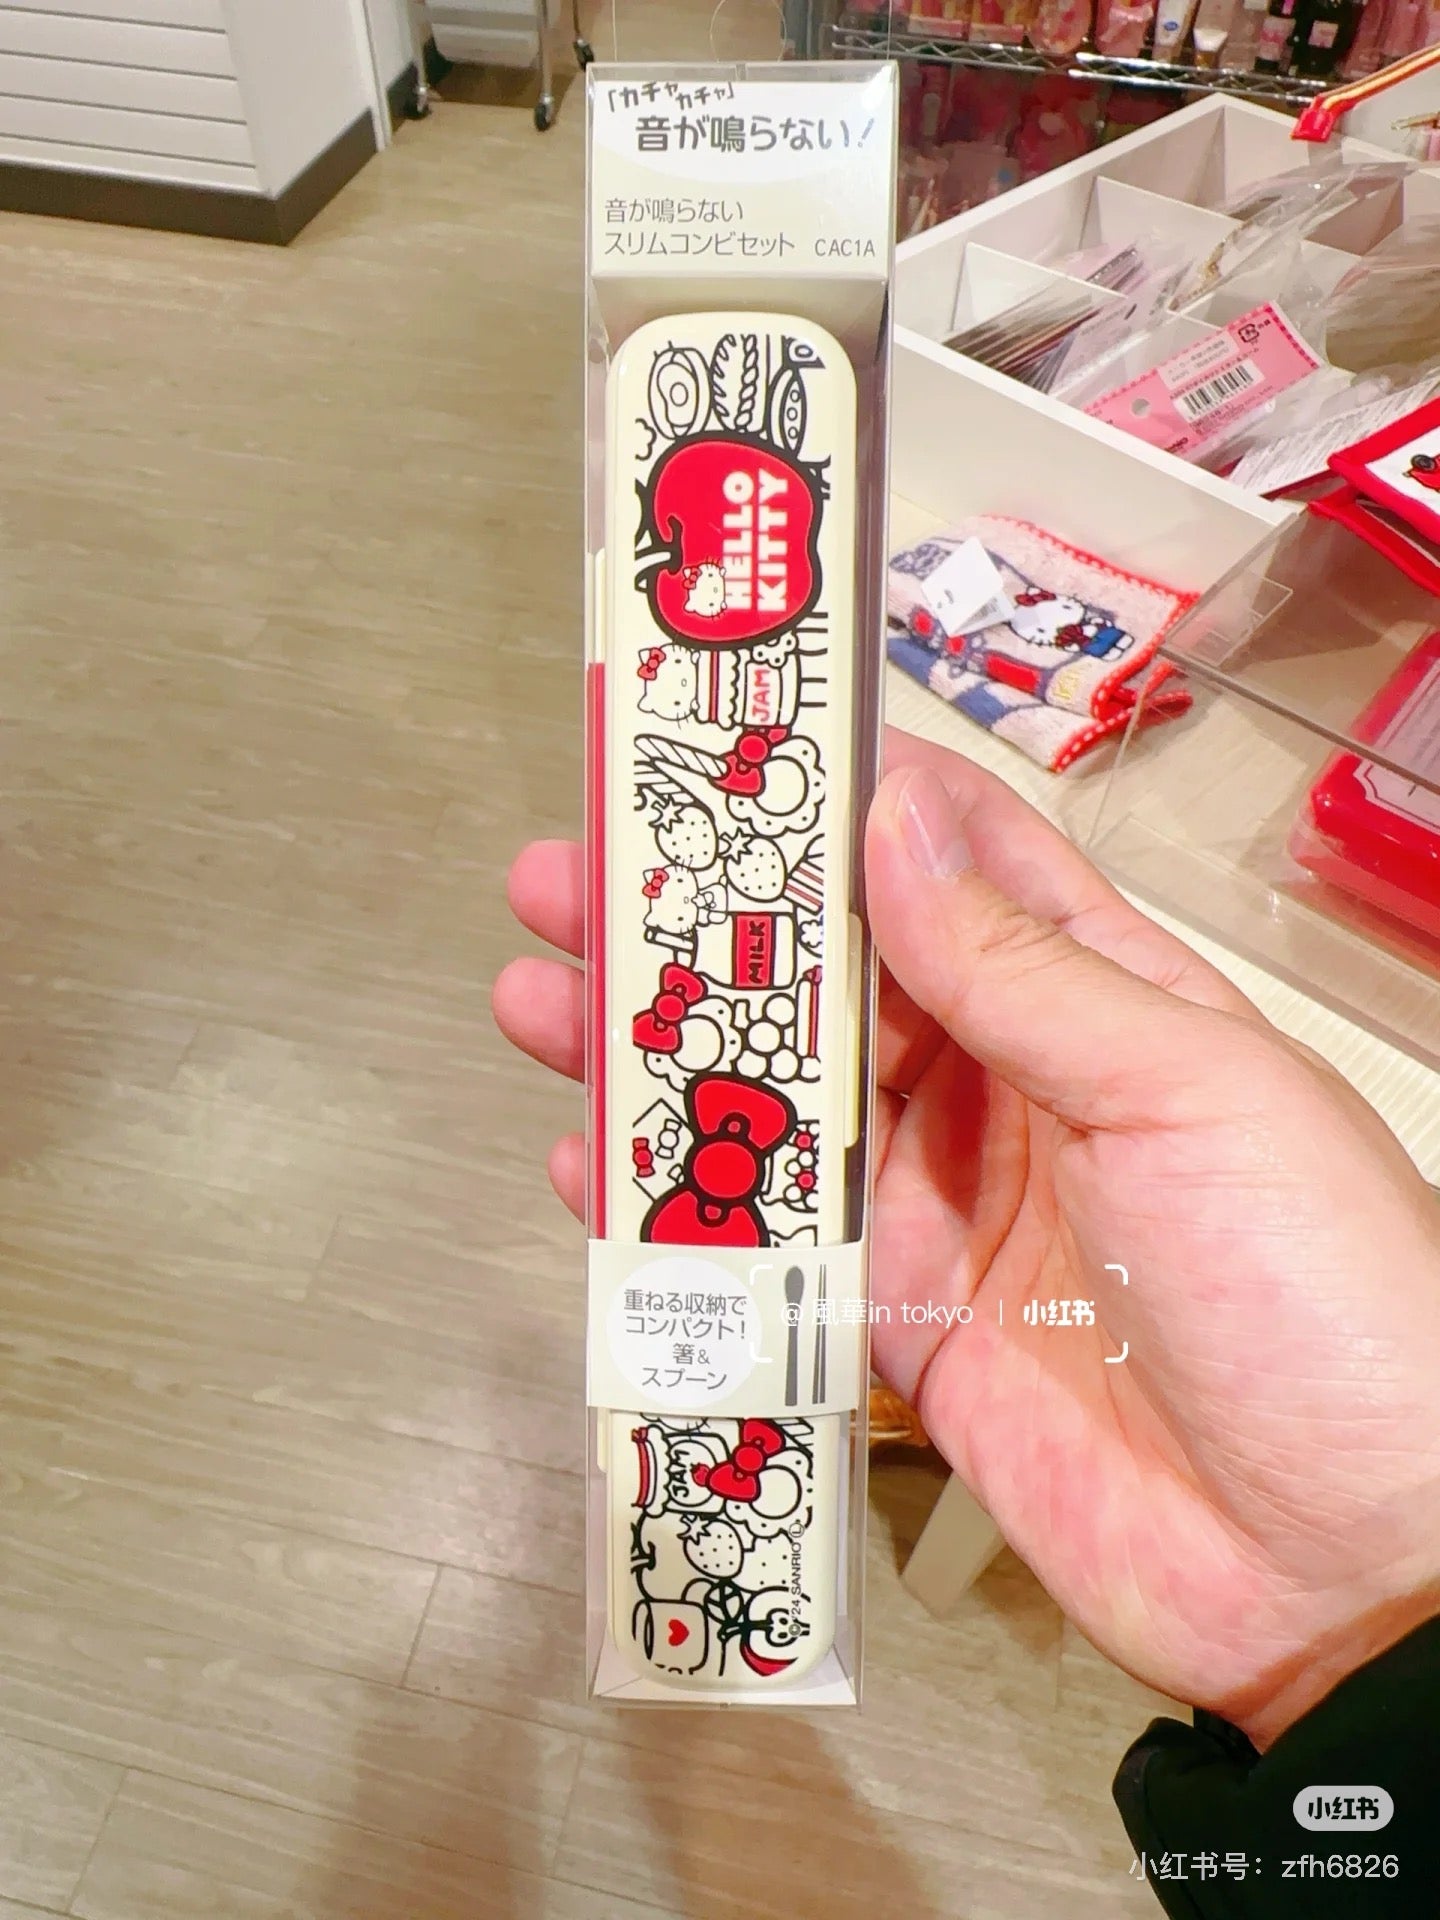 「カチャカチャ」
音が鳴らない!
音が鳴らない
スリムコンビセット CAC1A
HELLO
KITTY
JAM
MILK
重ねる収納で
コンパクト!
箸&
スプーン
@風華in tokyo | 小红书
JAM
©'24 SANRIO Ⓛ
小红书
小红书号：zfh6826